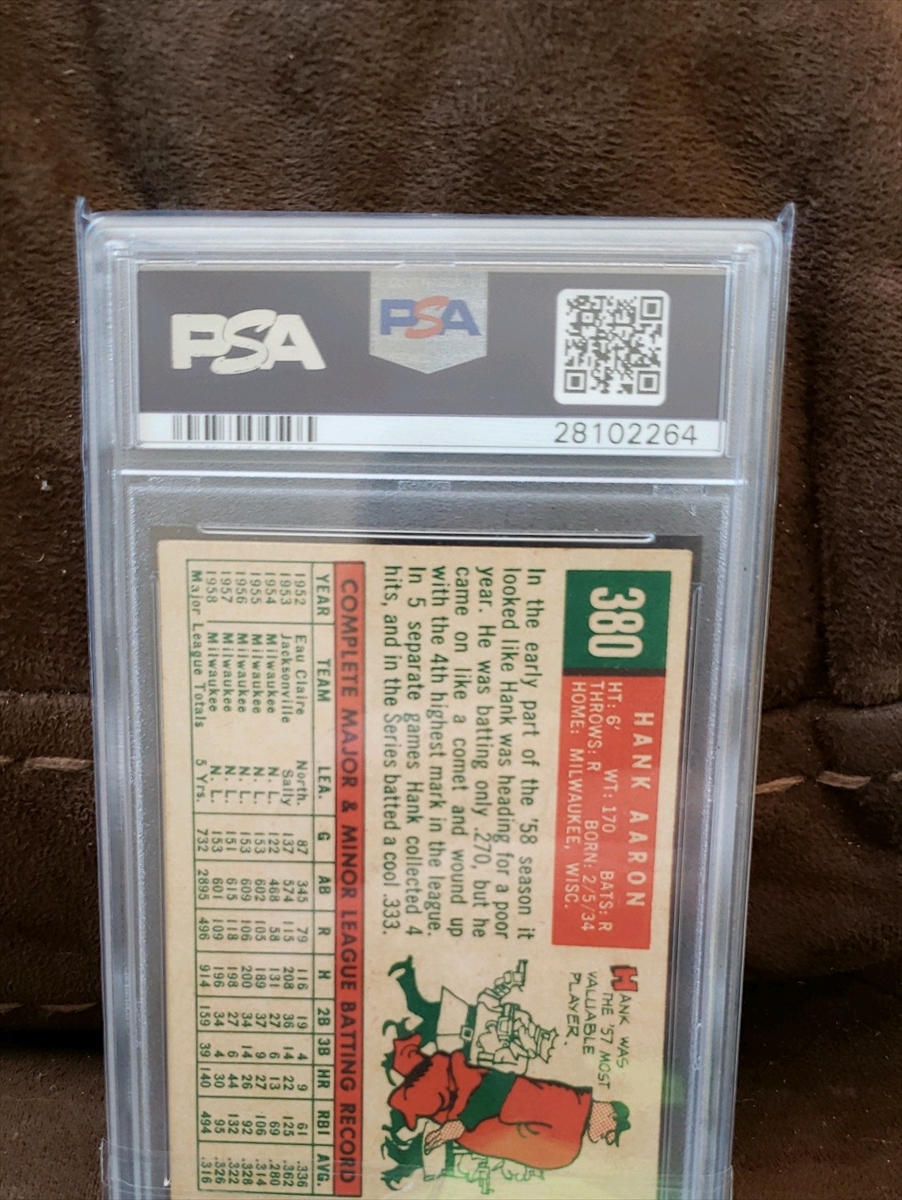 PSA
PSA
28102264
380
HANK AARON
HT: 6' WT: 170 BATS: R
THROWS: R BORN: 2/5/34
HOME: MILWAUKEE, WISC.
In the early part of the '58 season it
looked like Hank was heading for a poor
year. He was batting only .270, but he
came on like a comet and wound up
with the 4th highest mark in the league.
In 5 separate games Hank collected 4
hits, and in the Series batted a cool .333.
HANK WAS
THE '57 MOST
VALUABLE
PLAYER.
COMPLETE MAJOR & MINOR LEAGUE BATTING RECORD
YEAR TEAM LEA. G AB R H 2B 3B HR RBI AVG.
1952 Eau Claire North. 87 345 79 116 19 4 9 61 .336
1953 Jacksonville Sally 137 574 115 208 36 14 22 125 .362
1954 Milwaukee N. L. 122 468 58 131 27 6 13 69 .280
1955 Milwaukee N. L. 153 602 105 189 37 9 27 106 .314
1956 Milwaukee N. L. 153 609 106 200 34 14 26 92 .328
1957 Milwaukee N. L. 151 615 118 198 27 6 44 132 .322
1958 Milwaukee N. L. 153 601 109 196 34 4 30 95 .326
Major League Totals 5 Yrs. 732 2895 496 914 159 39 140 494 .316